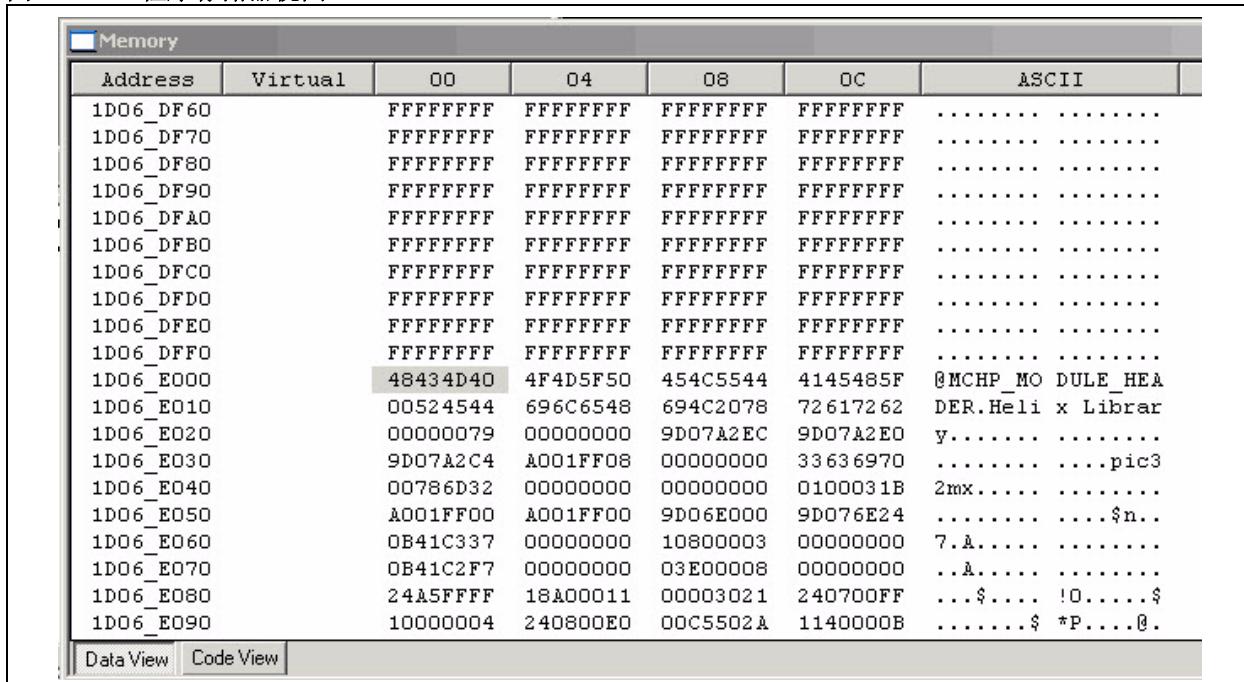 Memory
Address Virtual 00 04 08 0C ASCII
1D06_DF60 FFFFFFFF FFFFFFFF FFFFFFFF FFFFFFFF ........ ........
1D06_DF70 FFFFFFFF FFFFFFFF FFFFFFFF FFFFFFFF ........ ........
1D06_DF80 FFFFFFFF FFFFFFFF FFFFFFFF FFFFFFFF ........ ........
1D06_DF90 FFFFFFFF FFFFFFFF FFFFFFFF FFFFFFFF ........ ........
1D06_DFA0 FFFFFFFF FFFFFFFF FFFFFFFF FFFFFFFF ........ ........
1D06_DFB0 FFFFFFFF FFFFFFFF FFFFFFFF FFFFFFFF ........ ........
1D06_DFC0 FFFFFFFF FFFFFFFF FFFFFFFF FFFFFFFF ........ ........
1D06_DFD0 FFFFFFFF FFFFFFFF FFFFFFFF FFFFFFFF ........ ........
1D06_DFE0 FFFFFFFF FFFFFFFF FFFFFFFF FFFFFFFF ........ ........
1D06_DFF0 FFFFFFFF FFFFFFFF FFFFFFFF FFFFFFFF ........ ........
1D06_E000 48434D40 4F4D5F50 454C5544 4145485F @MCHP_MO DULE_HEA
1D06_E010 00524544 696C6548 694C2078 72617262 DER.Heli x Librar
1D06_E020 00000079 00000000 9D07A2EC 9D07A2E0 y....... ........
1D06_E030 9D07A2C4 A001FF08 00000000 33636970 ........ ....pic3
1D06_E040 00786D32 00000000 00000000 0100031B 2mx..... ........
1D06_E050 A001FF00 A001FF00 9D06E000 9D076E24 ........ ....$n..
1D06_E060 0B41C337 00000000 10800003 00000000 7.A..... ........
1D06_E070 0B41C2F7 00000000 03E00008 00000000 ..A..... ........
1D06_E080 24A5FFFF 18A00011 00003021 240700FF ...$.... !0.....$
1D06_E090 10000004 240800E0 00C5502A 1140000B .......$ *P....@.
Data View Code View